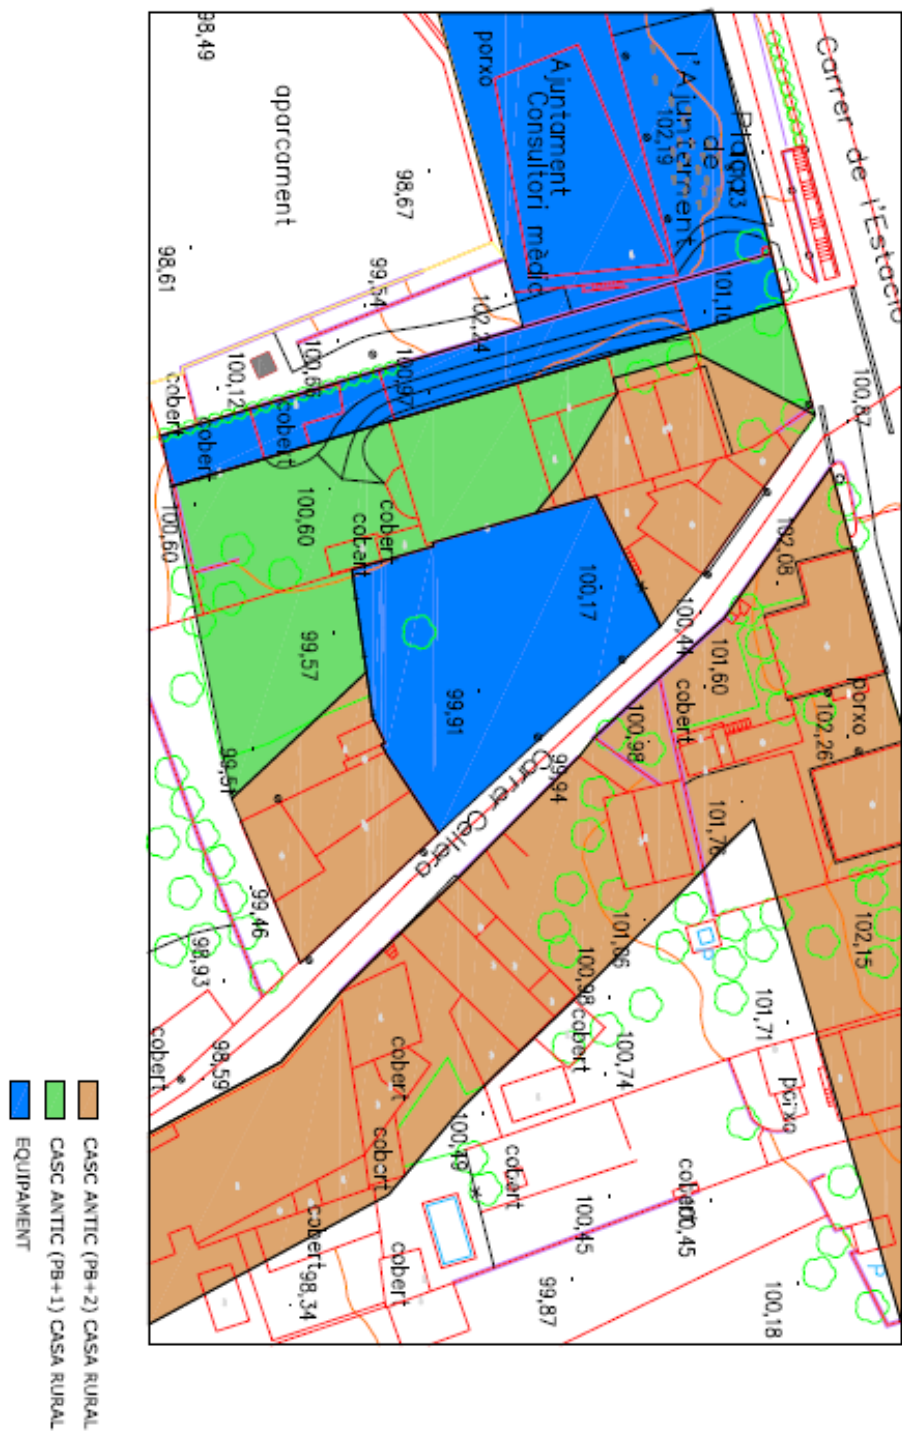 Carrer de l'Estació
Plaça
de
l'Ajuntament
102,19
porxo
Ajuntament
Consultori mèdic
98,49
aparcament
98,67
98,61
99,54
102,24
101,10
100,87
100,66
100,97
100,12
cobert
cobert
cobert
100,60
100,60
cobert
cobert
100,17
102,08
100,44
101,60
cobert
porxo
102,26
99,57
99,91
100,98
99,51
99,94
Carrer Cellera
101,76
99,46
98,93
101,86
102,15
100,98
cobert
P
101,71
100,74
98,59
cobert
cobert
porxo
100,49
cobert
cobert
cobert
100,45
100,45
cobert
cobert
98,34
99,87
100,18
P
CASC ANTIC (PB+2) CASA RURAL
CASC ANTIC (PB+1) CASA RURAL
EQUIPAMENT